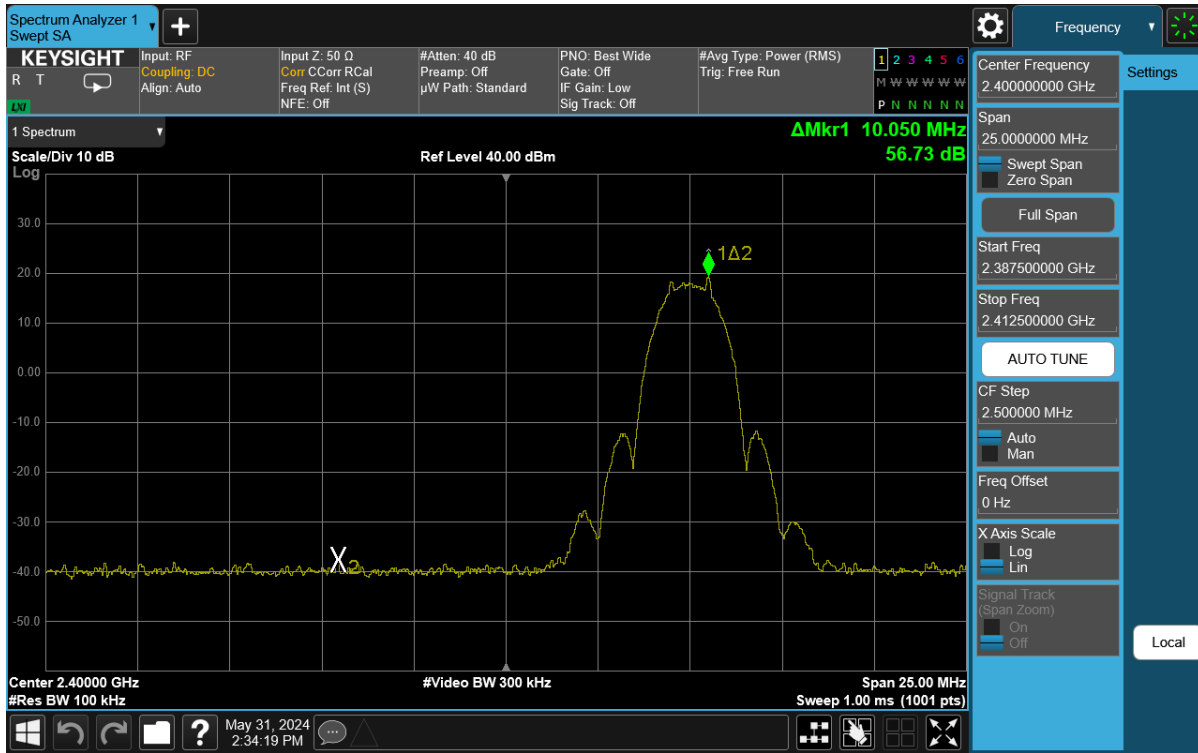 Spectrum Analyzer 1
Swept SA
+
Frequency
KEYSIGHT
R T
LXI
Input: RF
Coupling: DC
Align: Auto
Input Z: 50 Ω
Corr CCorr RCal
Freq Ref: Int (S)
NFE: Off
#Atten: 40 dB
Preamp: Off
µW Path: Standard
PNO: Best Wide
Gate: Off
IF Gain: Low
Sig Track: Off
#Avg Type: Power (RMS)
Trig: Free Run
1 2 3 4 5 6
M W W W W W
P N N N N N
1 Spectrum
Scale/Div 10 dB
Ref Level 40.00 dBm
ΔMkr1 10.050 MHz
56.73 dB
Log
30.0
20.0
10.0
0.00
-10.0
-20.0
-30.0
-40.0
-50.0
1Δ2
X2
Center 2.40000 GHz
#Video BW 300 kHz
Span 25.00 MHz
#Res BW 100 kHz
Sweep 1.00 ms (1001 pts)
?
May 31, 2024
2:34:19 PM
Center Frequency
2.400000000 GHz
Span
25.0000000 MHz
Swept Span
Zero Span
Full Span
Start Freq
2.387500000 GHz
Stop Freq
2.412500000 GHz
AUTO TUNE
CF Step
2.500000 MHz
Auto
Man
Freq Offset
0 Hz
X Axis Scale
Log
Lin
Signal Track
(Span Zoom)
On
Off
Settings
Local